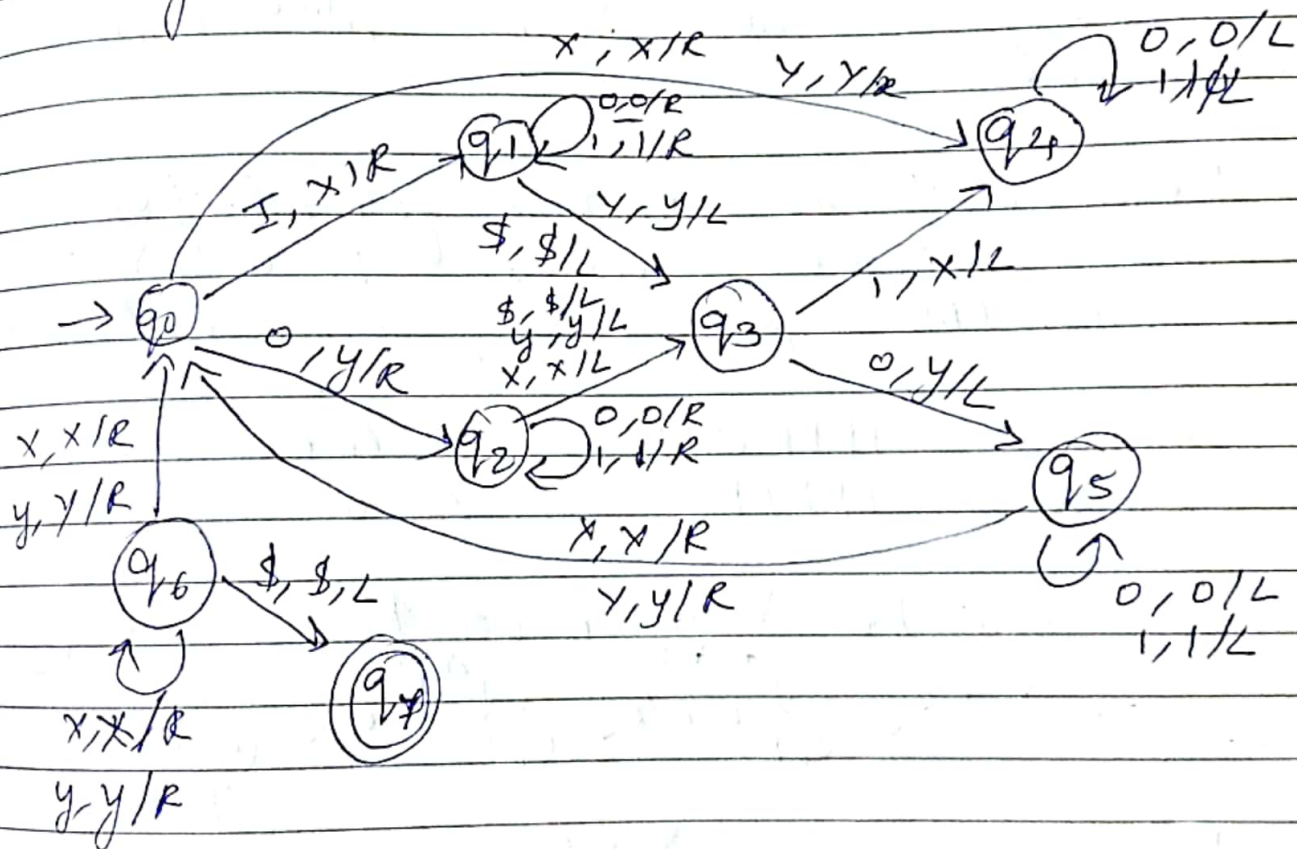 X, X/R
Y, Y/R
0, 0/L
1, 1/L
q4
q1
0,0/R
1, 1/R
I, X/R
Y, Y/L
$, $/L
1, X/L
q0
q3
0, Y/R
$, $/L
y, y/L
X, X/L
0, y/L
q2
0, 0/R
1, 1/R
q5
X, X/R
y, Y/R
X, X/R
Y, y/R
0, 0/L
1, 1/L
q6
$, $, L
q7
X, X/R
y, y/R